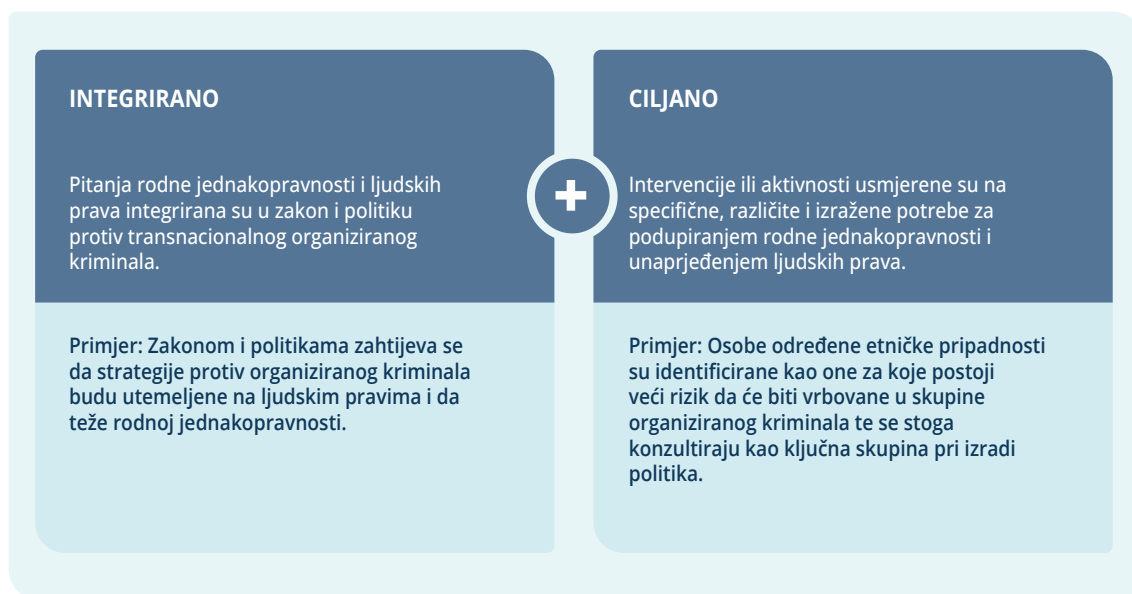 INTEGRIRANO
Pitanja rodne jednakopravnosti i ljudskih
prava integrirana su u zakon i politiku
protiv transnacionalnog organiziranog
kriminala.
Primjer: Zakonom i politikama zahtijeva se
da strategije protiv organiziranog kriminala
budu utemeljene na ljudskim pravima i da
teže rodnoj jednakopravnosti.
CILJANO
Intervencije ili aktivnosti usmjerene su na
specifične, različite i izražene potrebe za
podupiranjem rodne jednakopravnosti i
unaprjeđenjem ljudskih prava.
Primjer: Osobe određene etničke pripadnosti
su identificirane kao one za koje postoji
veći rizik da će biti vrbovane u skupine
organiziranog kriminala te se stoga
konzultiraju kao ključna skupina pri izradi
politika.